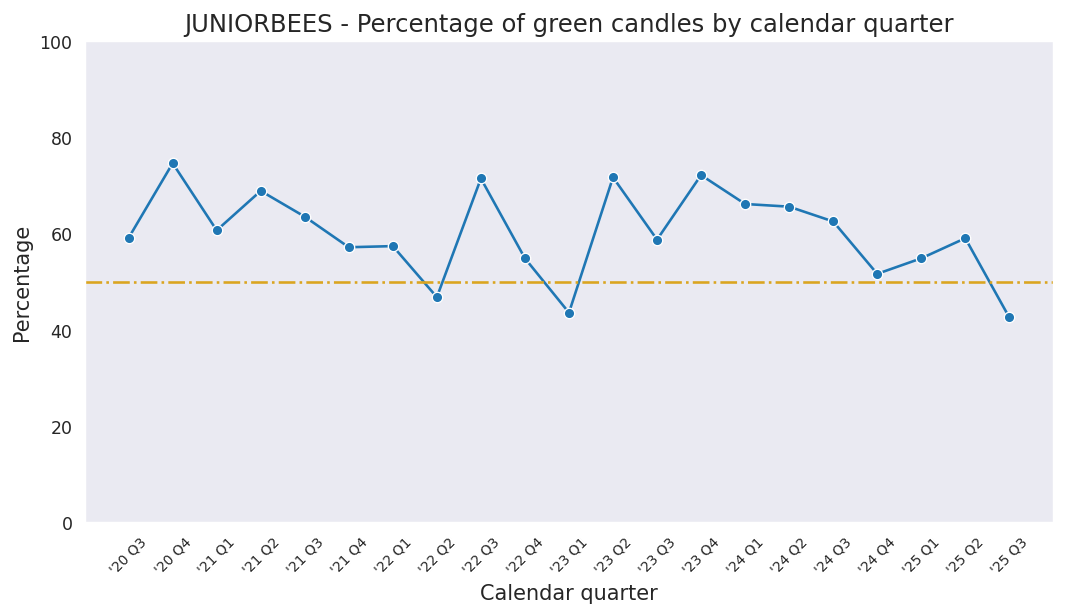 JUNIORBEES - Percentage of green candles by calendar quarter
100
80
60
40
20
0
Percentage
'20 Q3
'20 Q4
'21 Q1
'21 Q2
'21 Q3
'21 Q4
'22 Q1
'22 Q2
'22 Q3
'22 Q4
'23 Q1
'23 Q2
'23 Q3
'23 Q4
'24 Q1
'24 Q2
'24 Q3
'24 Q4
'25 Q1
'25 Q2
'25 Q3
Calendar quarter